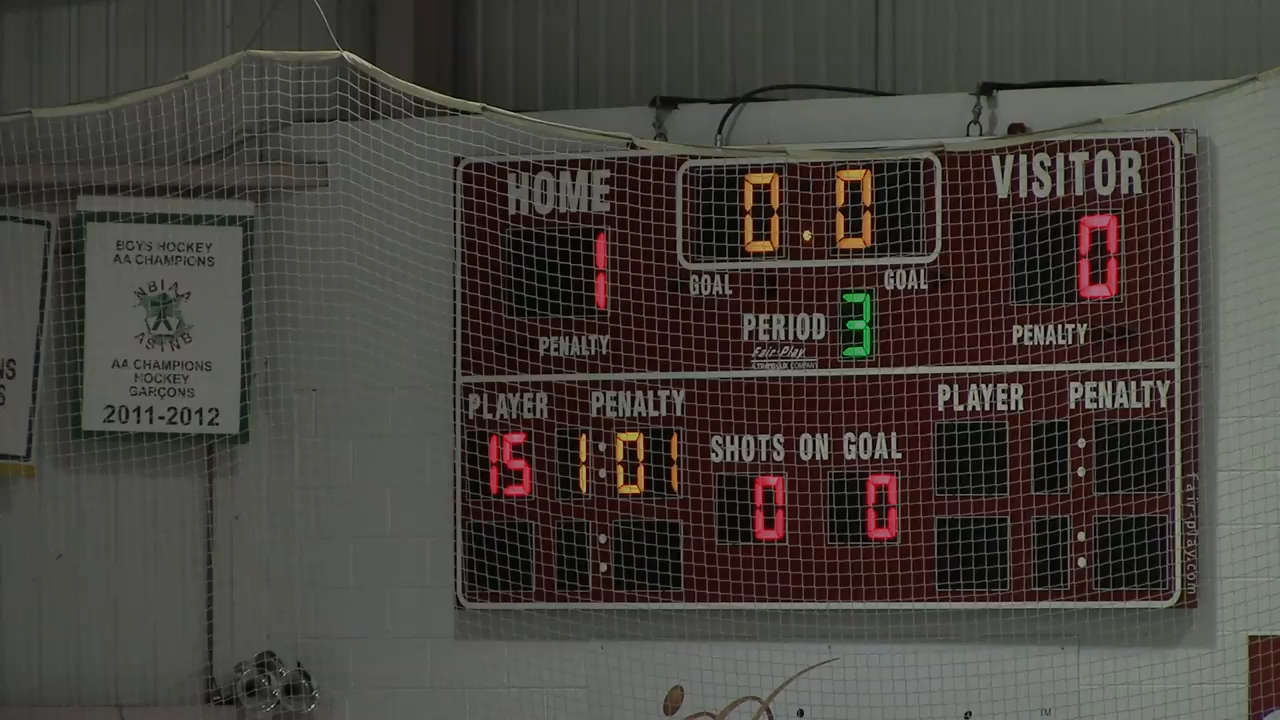 BOYS HOCKEY
AA CHAMPIONS
NBIAA
ASINB
AA CHAMPIONS
HOCKEY
GARÇONS
2011-2012
NS
S
HOME
0.0
VISITOR
1
0
GOAL
GOAL
PERIOD 3
Fair-Play
PENALTY
PENALTY
PLAYER PENALTY
PLAYER PENALTY
15 1:01
SHOTS ON GOAL
0 0
: :
fair-play.com
TM